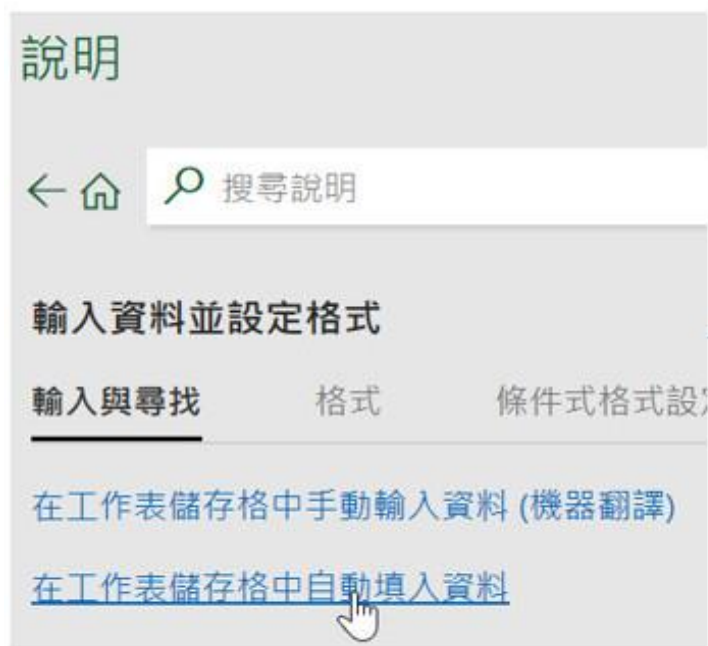 說明
搜尋說明
輸入資料並設定格式
輸入與尋找 格式 條件式格式設
在工作表儲存格中手動輸入資料 (機器翻譯)
在工作表儲存格中自動填入資料